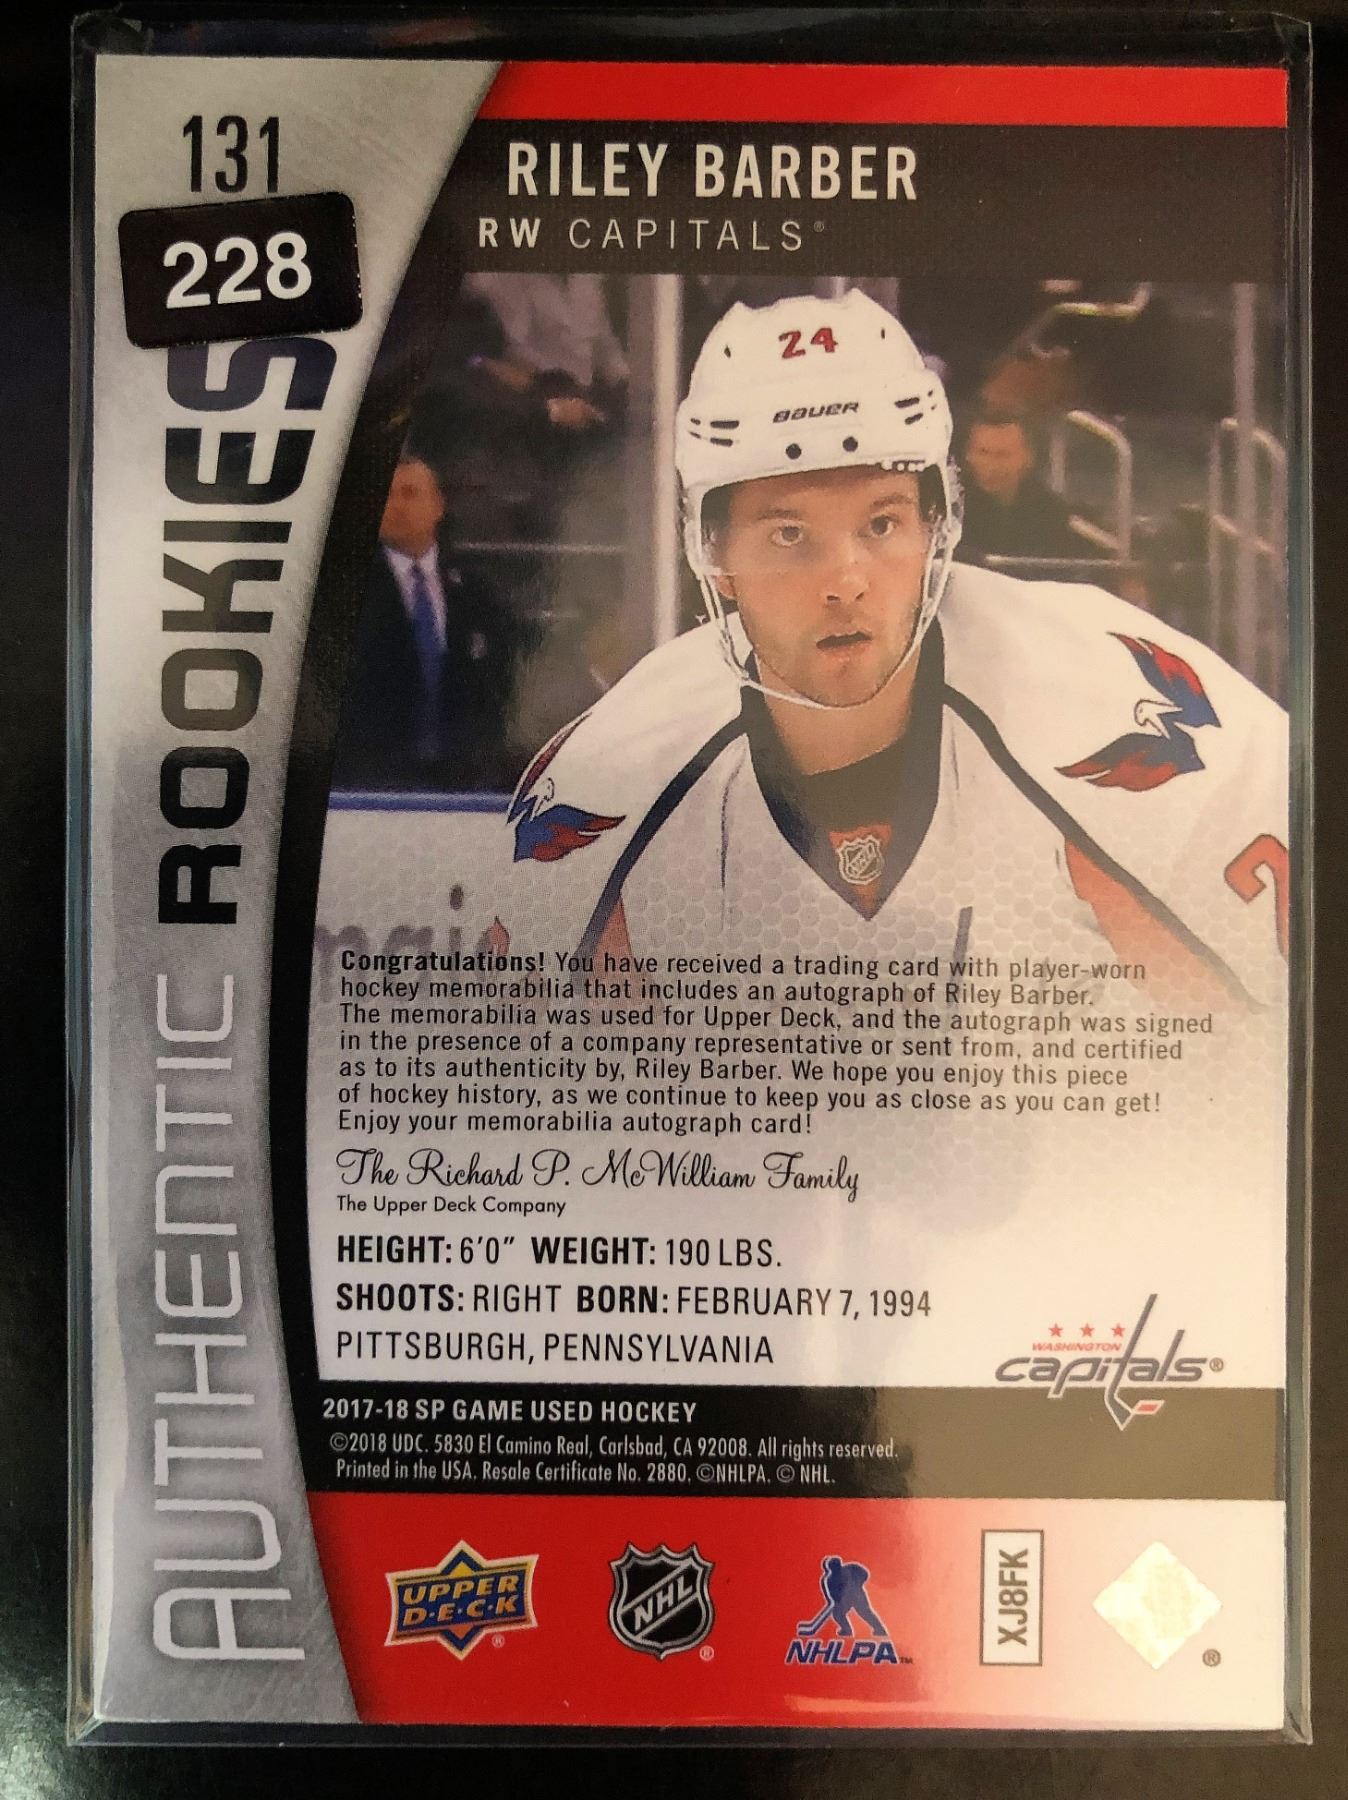 131
228
AUTHENTIC ROOKIES
RILEY BARBER
RW CAPITALS®
24
BAUER
NHL
2
Congratulations! You have received a trading card with player-worn
hockey memorabilia that includes an autograph of Riley Barber.
The memorabilia was used for Upper Deck, and the autograph was signed
in the presence of a company representative or sent from, and certified
as to its authenticity by, Riley Barber. We hope you enjoy this piece
of hockey history, as we continue to keep you as close as you can get!
Enjoy your memorabilia autograph card!
The Richard P. McWilliam Family
The Upper Deck Company
HEIGHT: 6'0" WEIGHT: 190 LBS.
SHOOTS: RIGHT BORN: FEBRUARY 7, 1994
PITTSBURGH, PENNSYLVANIA
WASHINGTON
capitals®
2017-18 SP GAME USED HOCKEY
©2018 UDC. 5830 El Camino Real, Carlsbad, CA 92008. All rights reserved.
Printed in the USA. Resale Certificate No. 2880. ©NHLPA. © NHL.
UPPER
D·E·C·K
®
NHL
®
NHLPA™
XJ8FK
®